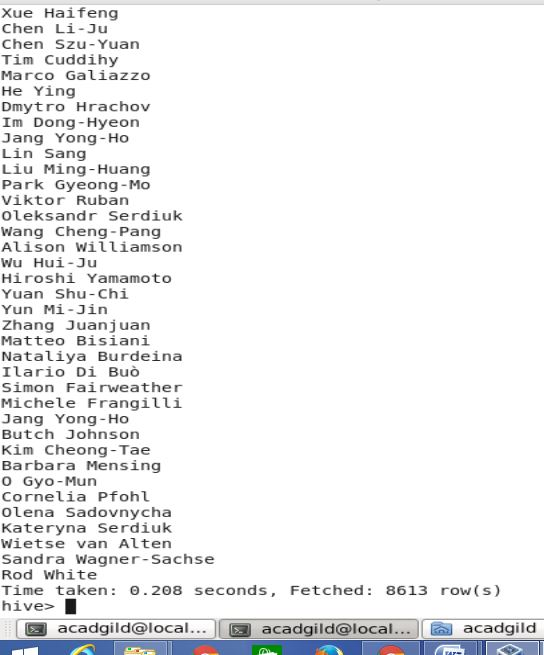 Xue Haifeng
Chen Li-Ju
Chen Szu-Yuan
Tim Cuddihy
Marco Galiazzo
He Ying
Dmytro Hrachov
Im Dong-Hyeon
Jang Yong-Ho
Lin Sang
Liu Ming-Huang
Park Gyeong-Mo
Viktor Ruban
Oleksandr Serdiuk
Wang Cheng-Pang
Alison Williamson
Wu Hui-Ju
Hiroshi Yamamoto
Yuan Shu-Chi
Yun Mi-Jin
Zhang Juanjuan
Matteo Bisiani
Nataliya Burdeina
Ilario Di Buò
Simon Fairweather
Michele Frangilli
Jang Yong-Ho
Butch Johnson
Kim Cheong-Tae
Barbara Mensing
O Gyo-Mun
Cornelia Pfohl
Olena Sadovnycha
Kateryna Serdiuk
Wietse van Alten
Sandra Wagner-Sachse
Rod White
Time taken: 0.208 seconds, Fetched: 8613 row(s)
hive>
acadgild@local... acadgild@local... acadgild